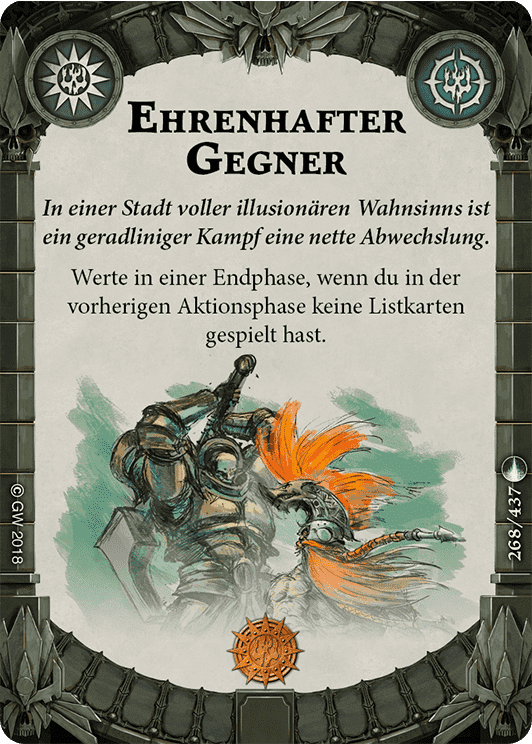 Ehrenhafter
Gegner
In einer Stadt voller illusionären Wahnsinns ist
ein geradliniger Kampf eine nette Abwechslung.
Werte in einer Endphase, wenn du in der
vorherigen Aktionsphase keine Listkarten
gespielt hast.
© GW 2018
268/437